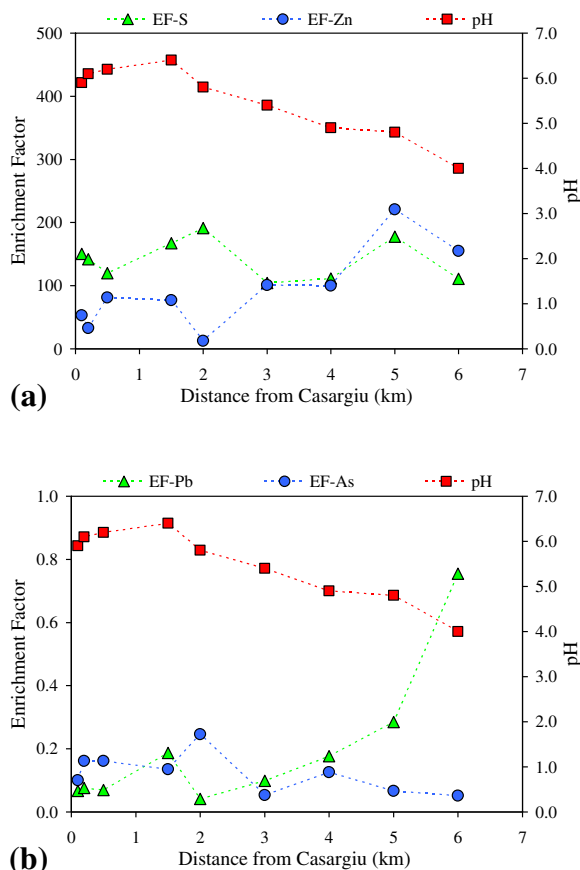 EF-S EF-Zn pH
500 7.0
400 6.0
300 5.0
200 4.0
100 3.0
0 2.0
1.0
0.0
Enrichment Factor
pH
0 1 2 3 4 5 6 7
Distance from Casargiu (km)
(a)
EF-Pb EF-As pH
1.0 7.0
0.8 6.0
0.6 5.0
0.4 4.0
0.2 3.0
0.0 2.0
1.0
0.0
Enrichment Factor
pH
0 1 2 3 4 5 6 7
Distance from Casargiu (km)
(b)